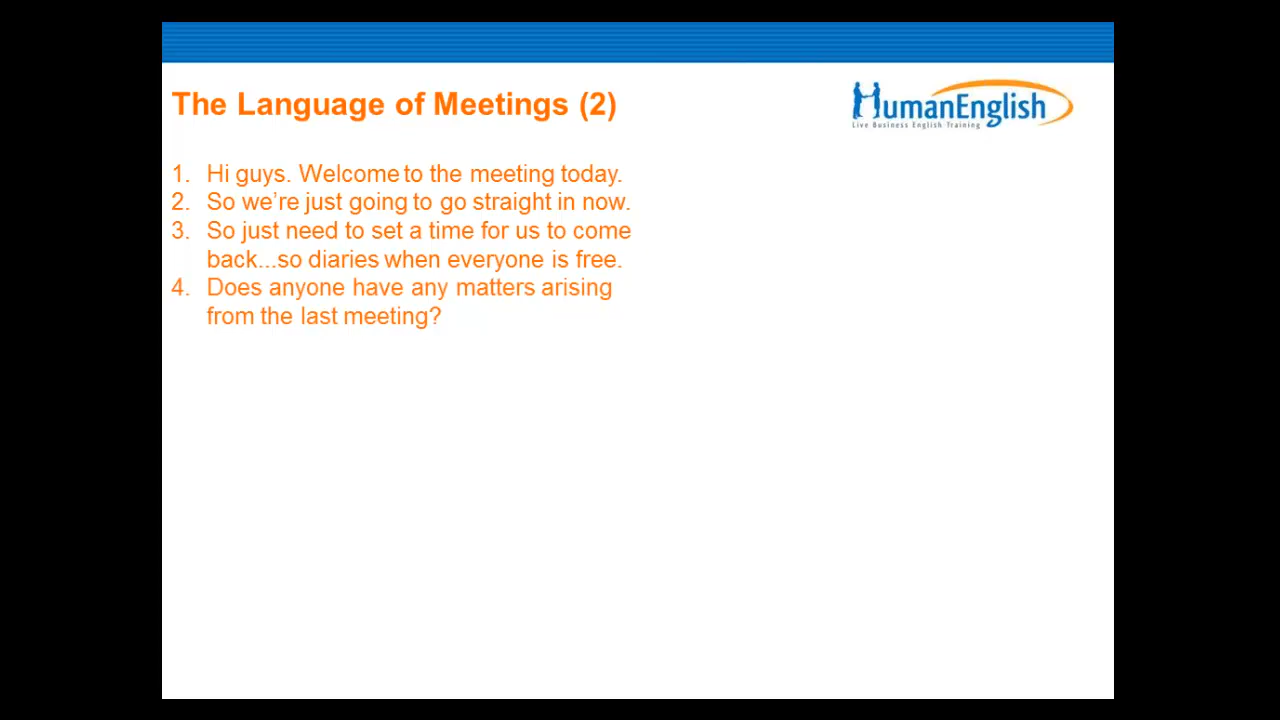 The Language of Meetings (2)
HumanEnglish
Live Business English Training
1. Hi guys. Welcome to the meeting today.
2. So we're just going to go straight in now.
3. So just need to set a time for us to come
back...so diaries when everyone is free.
4. Does anyone have any matters arising
from the last meeting?